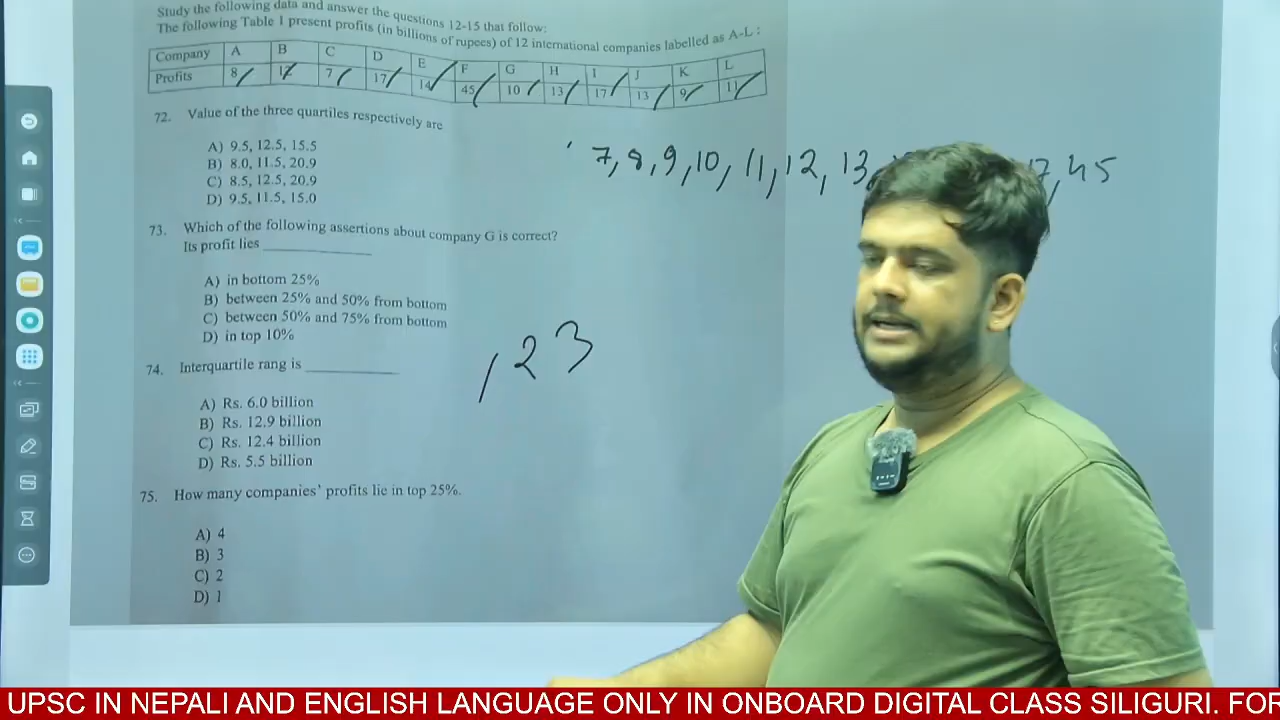 Study the following data and answer the questions 12-15 that follow:
The following Table 1 present profits (in billions of rupees) of 12 international companies labelled as A-L :
Company A B C D E F G H I J K L
Profits 8 12 7 17 14 45 10 13 17 13 9 11
72. Value of the three quartiles respectively are
A) 9.5, 12.5, 15.5
B) 8.0, 11.5, 20.9
C) 8.5, 12.5, 20.9
D) 9.5, 11.5, 15.0
7, 8, 9, 10, 11, 12, 13, 7, 45
73. Which of the following assertions about company G is correct?
Its profit lies ____________
A) in bottom 25%
B) between 25% and 50% from bottom
C) between 50% and 75% from bottom
D) in top 10%
1 2 3
74. Interquartile rang is ____________
A) Rs. 6.0 billion
B) Rs. 12.9 billion
C) Rs. 12.4 billion
D) Rs. 5.5 billion
75. How many companies' profits lie in top 25%.
A) 4
B) 3
C) 2
D) 1
UPSC IN NEPALI AND ENGLISH LANGUAGE ONLY IN ONBOARD DIGITAL CLASS SILIGURI. FOR